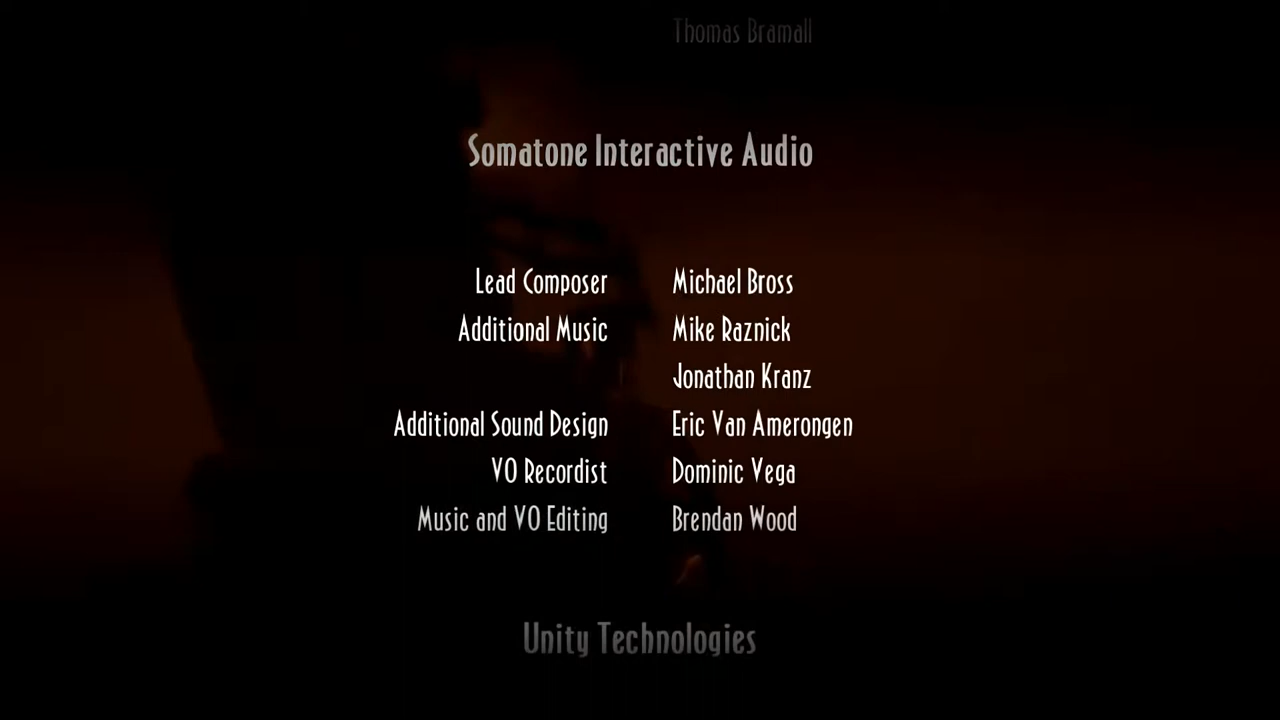 Thomas Bramall
Somatone Interactive Audio
Lead Composer Michael Bross
Additional Music Mike Raznick
Jonathan Kranz
Additional Sound Design Eric Van Amerongen
VO Recordist Dominic Vega
Music and VO Editing Brendan Wood
Unity Technologies